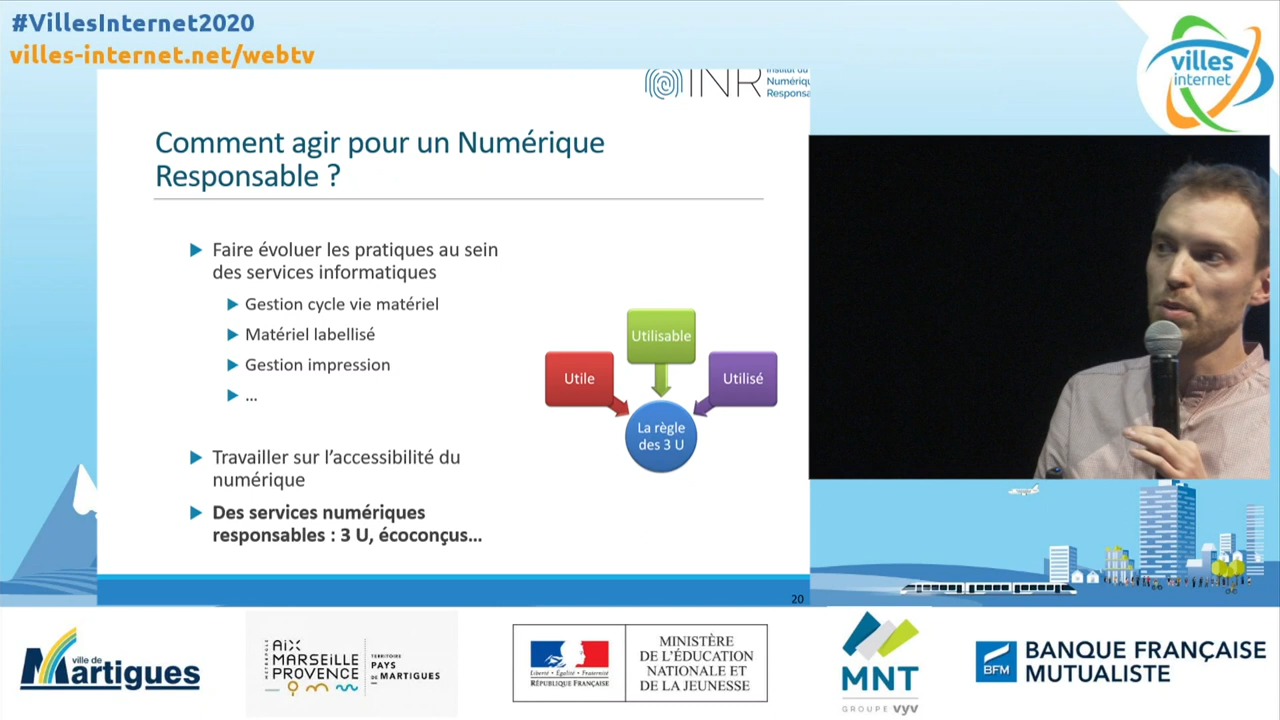 #VillesInternet2020
villes-internet.net/webtv
villes
internet
INR
Institut du
Numérique
Responsa
Comment agir pour un Numérique
Responsable ?
Faire évoluer les pratiques au sein
des services informatiques
Gestion cycle vie matériel
Matériel labellisé
Gestion impression
...
Travailler sur l'accessibilité du
numérique
Des services numériques
responsables : 3 U, écoconçus...
Utilisable
Utile
Utilisé
La règle
des 3 U
20
ville de
Martigues
MÉTROPOLE
AIX
MARSEILLE
PROVENCE
TERRITOIRE
PAYS
DE MARTIGUES
Liberté • Égalité • Fraternité
RÉPUBLIQUE FRANÇAISE
MINISTÈRE
DE L'ÉDUCATION
NATIONALE ET
DE LA JEUNESSE
MNT
GROUPE vyv
BFM
BANQUE FRANÇAISE
MUTUALISTE